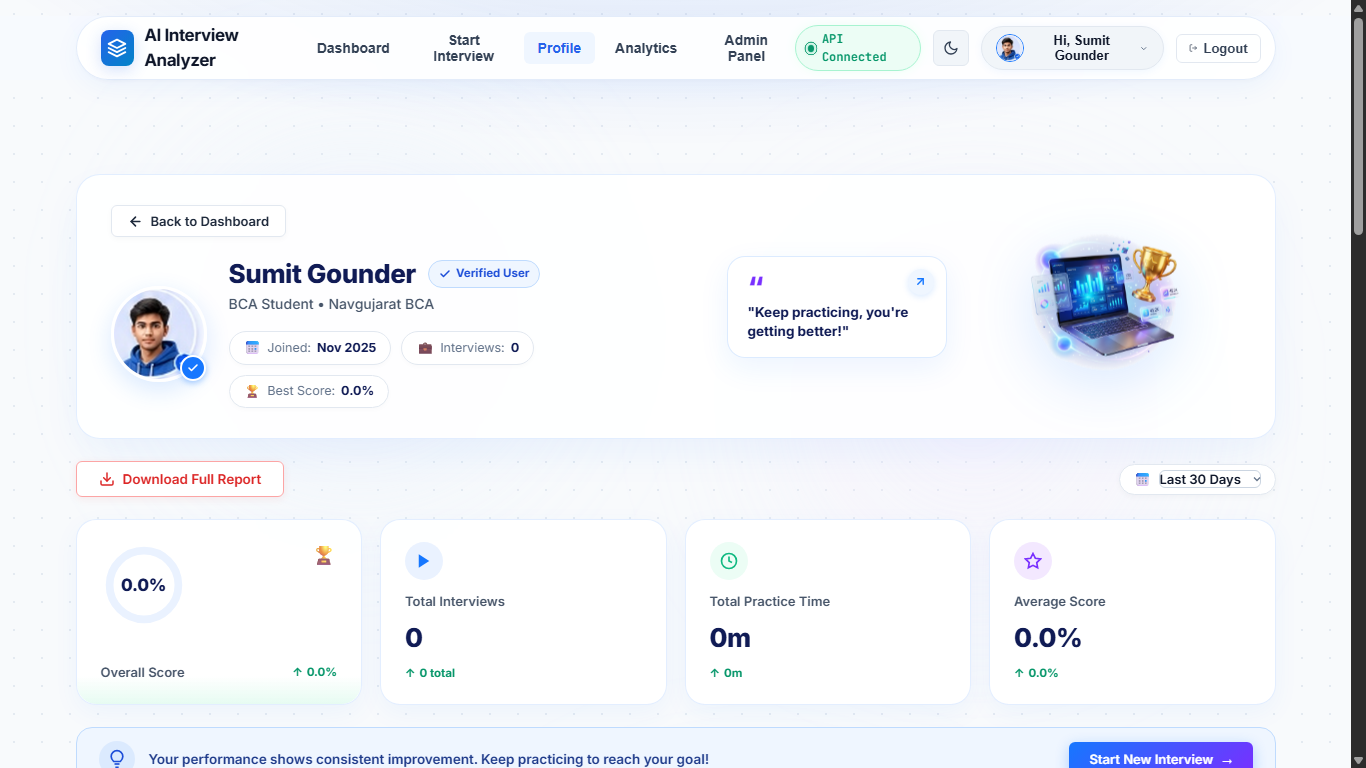 AI Interview
Analyzer
Dashboard
Start
Interview
Profile
Analytics
Admin
Panel
API
Connected
Hi, Sumit
Gounder
Logout
Back to Dashboard
Sumit Gounder
Verified User
BCA Student • Navgujarat BCA
Joined: Nov 2025
Interviews: 0
Best Score: 0.0%
"Keep practicing, you're
getting better!"
Download Full Report
Last 30 Days
0.0%
Overall Score
↑ 0.0%
Total Interviews
0
↑ 0 total
Total Practice Time
0m
↑ 0m
Average Score
0.0%
↑ 0.0%
Your performance shows consistent improvement. Keep practicing to reach your goal!
Start New Interview →